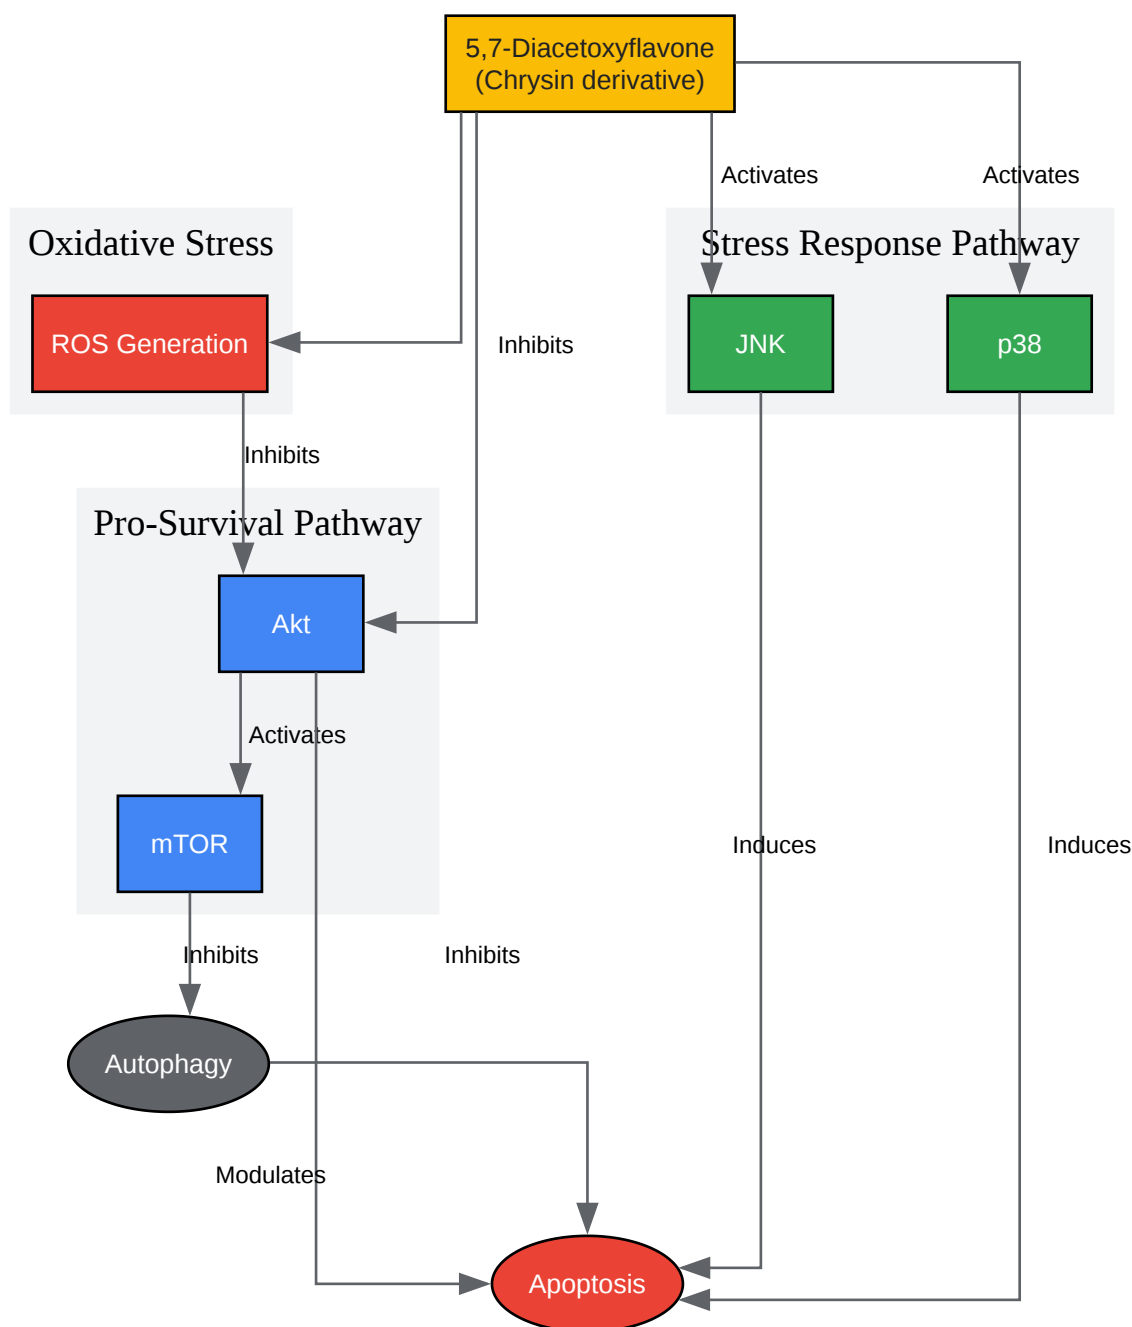 5,7-Diacetoxyflavone
(Chrysin derivative)
Activates
Activates
Oxidative Stress
Stress Response Pathway
ROS Generation
Inhibits
JNK
p38
Inhibits
Pro-Survival Pathway
Akt
Activates
mTOR
Induces
Induces
Inhibits
Inhibits
Autophagy
Modulates
Apoptosis